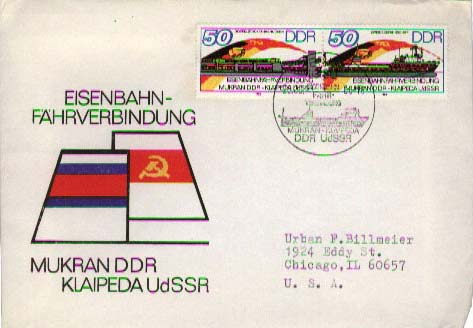 50 DDR
EISENBAHNFÄHRVERBINDUNG
MUKRAN DDR - KLAIPEDA UdSSR
50 DDR
EISENBAHNFÄHRVERBINDUNG
MUKRAN DDR - KLAIPEDA UdSSR
MUKRAN-KLAIPEDA
DDR UdSSR
EISENBAHN-
FÄHRVERBINDUNG
MUKRAN DDR
KLAIPEDA UdSSR
Urban F.Billmeier
1924 Eddy St.
Chicago,IL 60657
U. S. A.